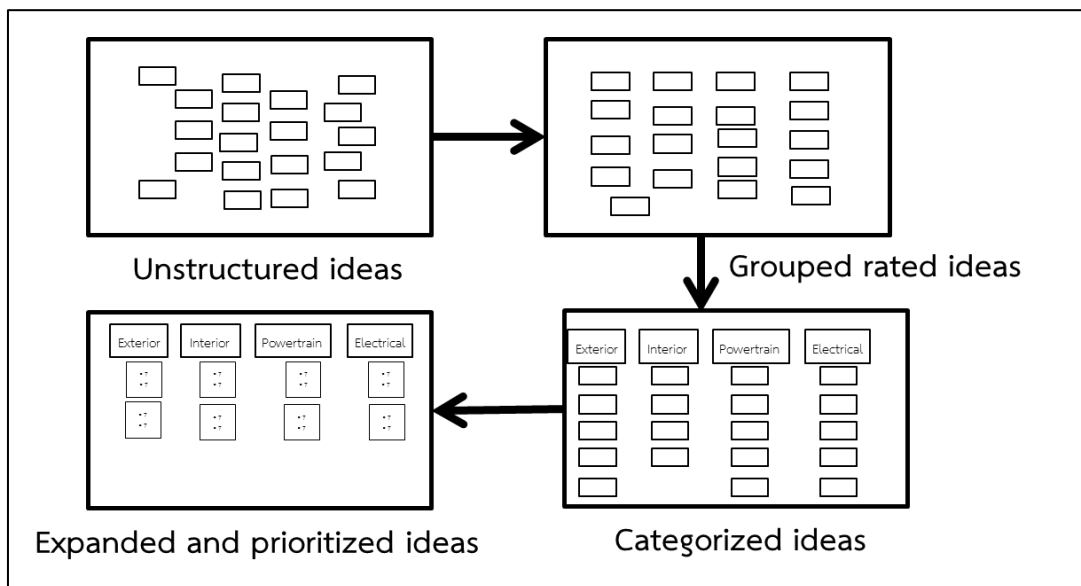 Unstructured ideas
Grouped rated ideas
Exterior Interior Powertrain Electrical
Exterior Interior Powertrain Electrical
Expanded and prioritized ideas
Categorized ideas